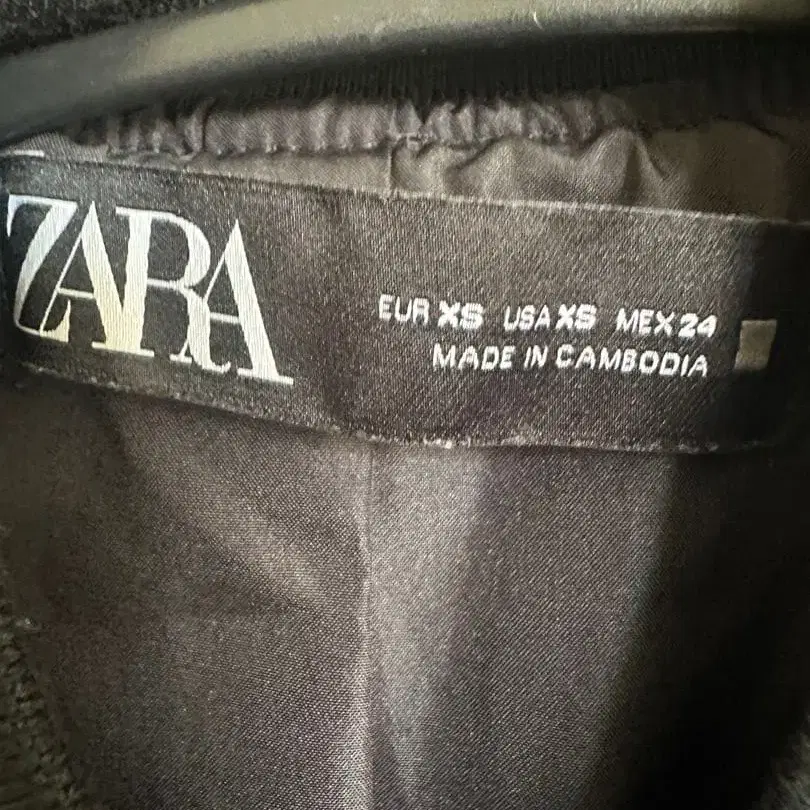 ZARA
EUR XS USA XS MEX 24
MADE IN CAMBODIA